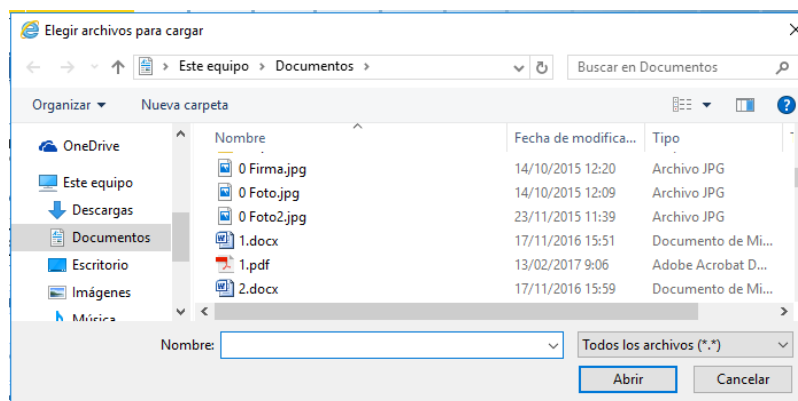 Elegir archivos para cargar
Este equipo > Documentos >
Buscar en Documentos
Organizar
Nueva carpeta
Nombre
Fecha de modifica...
Tipo
OneDrive
Este equipo
Descargas
Documentos
Escritorio
Imágenes
Música
0 Firma.jpg 14/10/2015 12:20 Archivo JPG
0 Foto.jpg 14/10/2015 12:09 Archivo JPG
0 Foto2.jpg 23/11/2015 11:39 Archivo JPG
1.docx 17/11/2016 15:51 Documento de Mi...
1.pdf 13/02/2017 9:06 Adobe Acrobat D...
2.docx 17/11/2016 15:59 Documento de Mi...
Nombre:
Todos los archivos (*.*)
Abrir
Cancelar